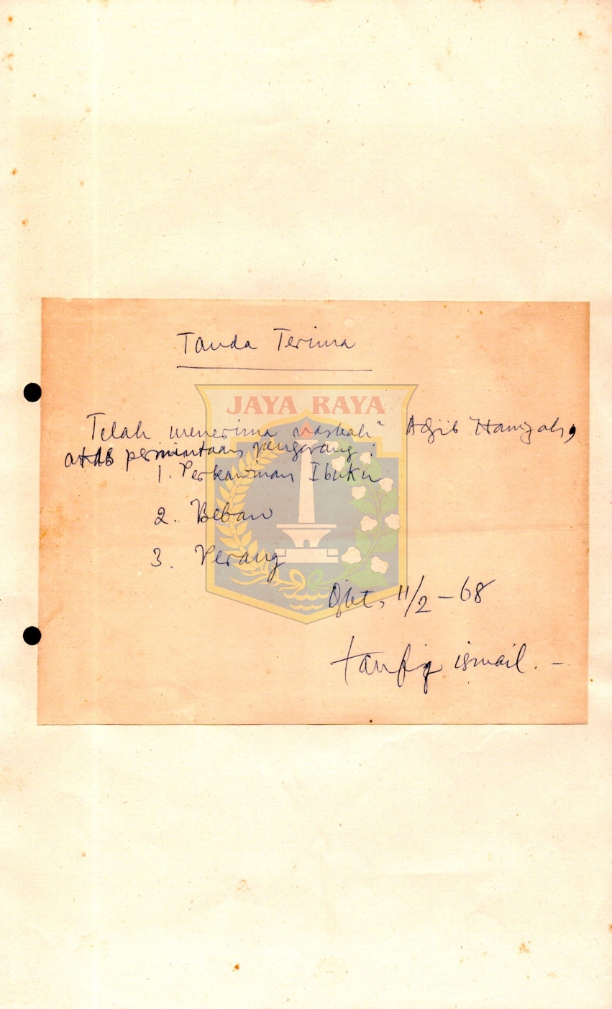 Tanda Terima
JAYA RAYA
Telah menerima naskah² Adjib Hamzah,
atas permintaan pengarang:
1. Perkawinan Ibuku
2. Beban
3. Perang
Djkt, 11/2-68
taufiq ismail.-